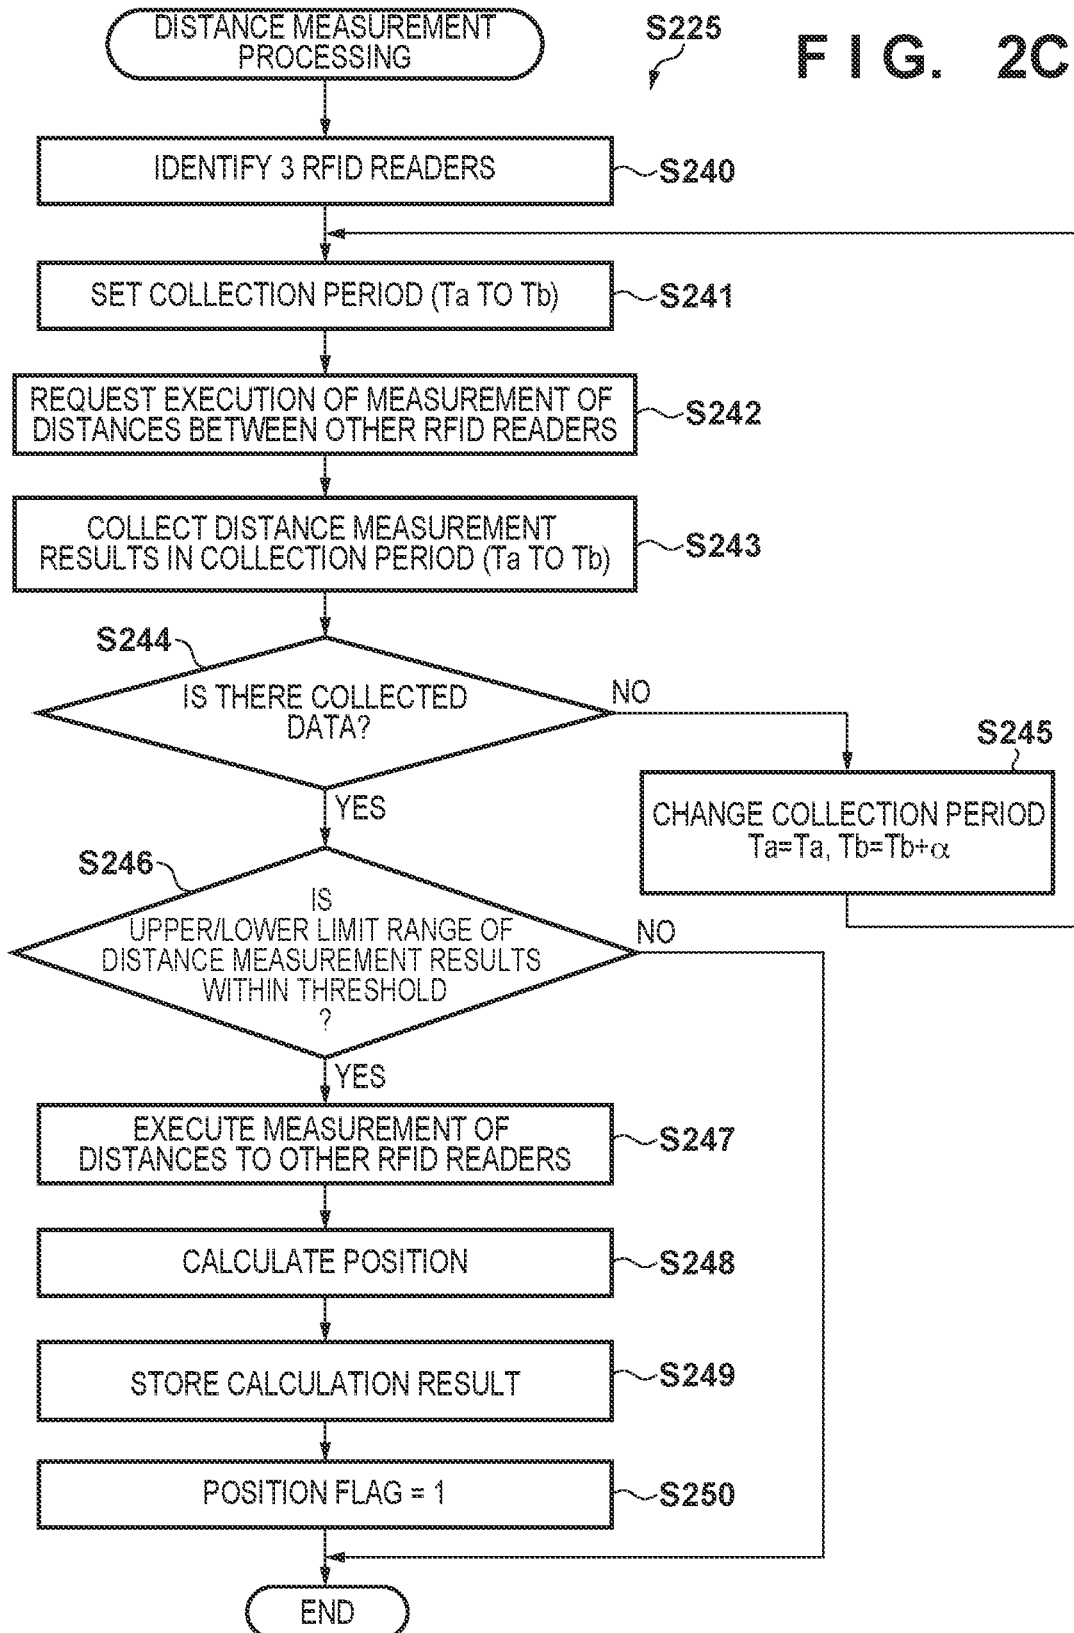 DISTANCE MEASUREMENT
PROCESSING
S225
FIG. 2C
IDENTIFY 3 RFID READERS
S240
SET COLLECTION PERIOD (Ta TO Tb)
S241
REQUEST EXECUTION OF MEASUREMENT OF
DISTANCES BETWEEN OTHER RFID READERS
S242
COLLECT DISTANCE MEASUREMENT
RESULTS IN COLLECTION PERIOD (Ta TO Tb)
S243
S244
IS THERE COLLECTED
DATA?
NO
YES
S245
CHANGE COLLECTION PERIOD
Ta=Ta, Tb=Tb+α
S246
IS
UPPER/LOWER LIMIT RANGE OF
DISTANCE MEASUREMENT RESULTS
WITHIN THRESHOLD
?
NO
YES
EXECUTE MEASUREMENT OF
DISTANCES TO OTHER RFID READERS
S247
CALCULATE POSITION
S248
STORE CALCULATION RESULT
S249
POSITION FLAG = 1
S250
END